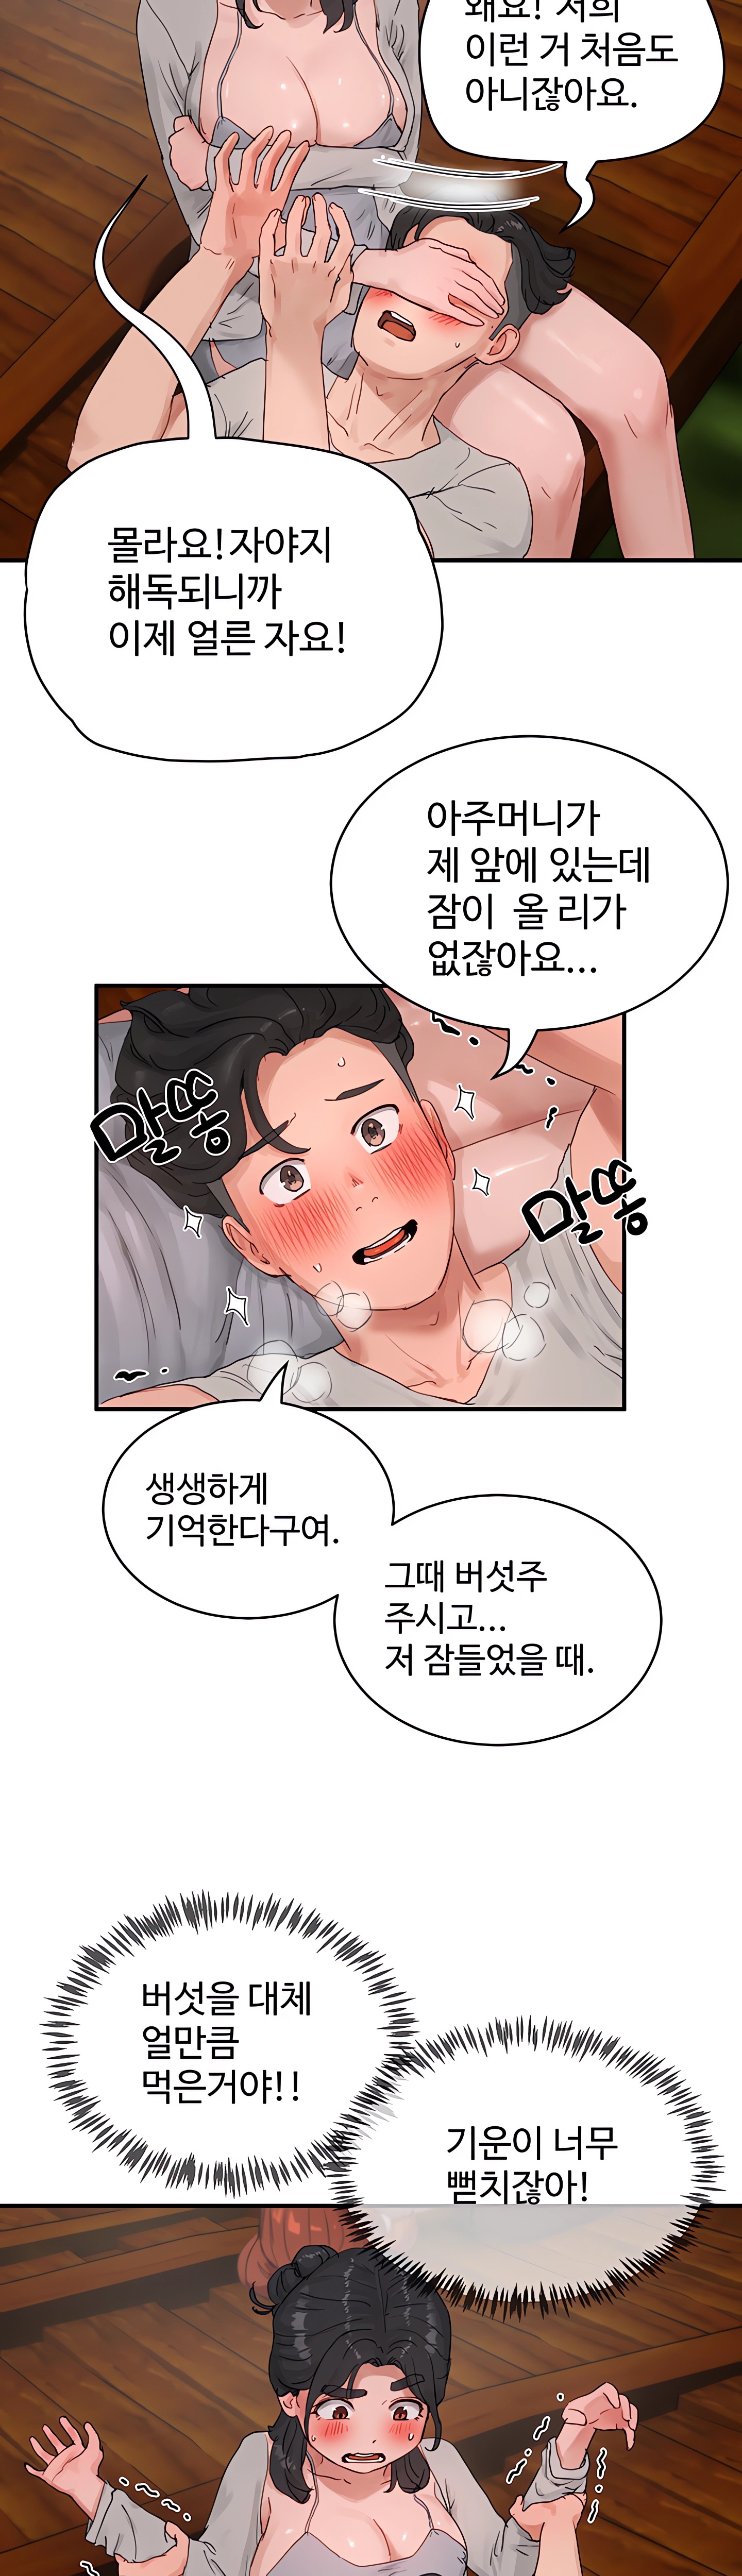 왜요! 저희
이런 거 처음도
아니잖아요.
몰라요! 자야지
해독되니까
이제 얼른 자요!
아주머니가
제 앞에 있는데
잠이 올 리가
없잖아요...
말똥
말똥
생생하게
기억한다구여.
그때 버섯주
주시고...
저 잠들었을 때.
버섯을 대체
얼만큼
먹은거야!!
기운이 너무
뻗치잖아!